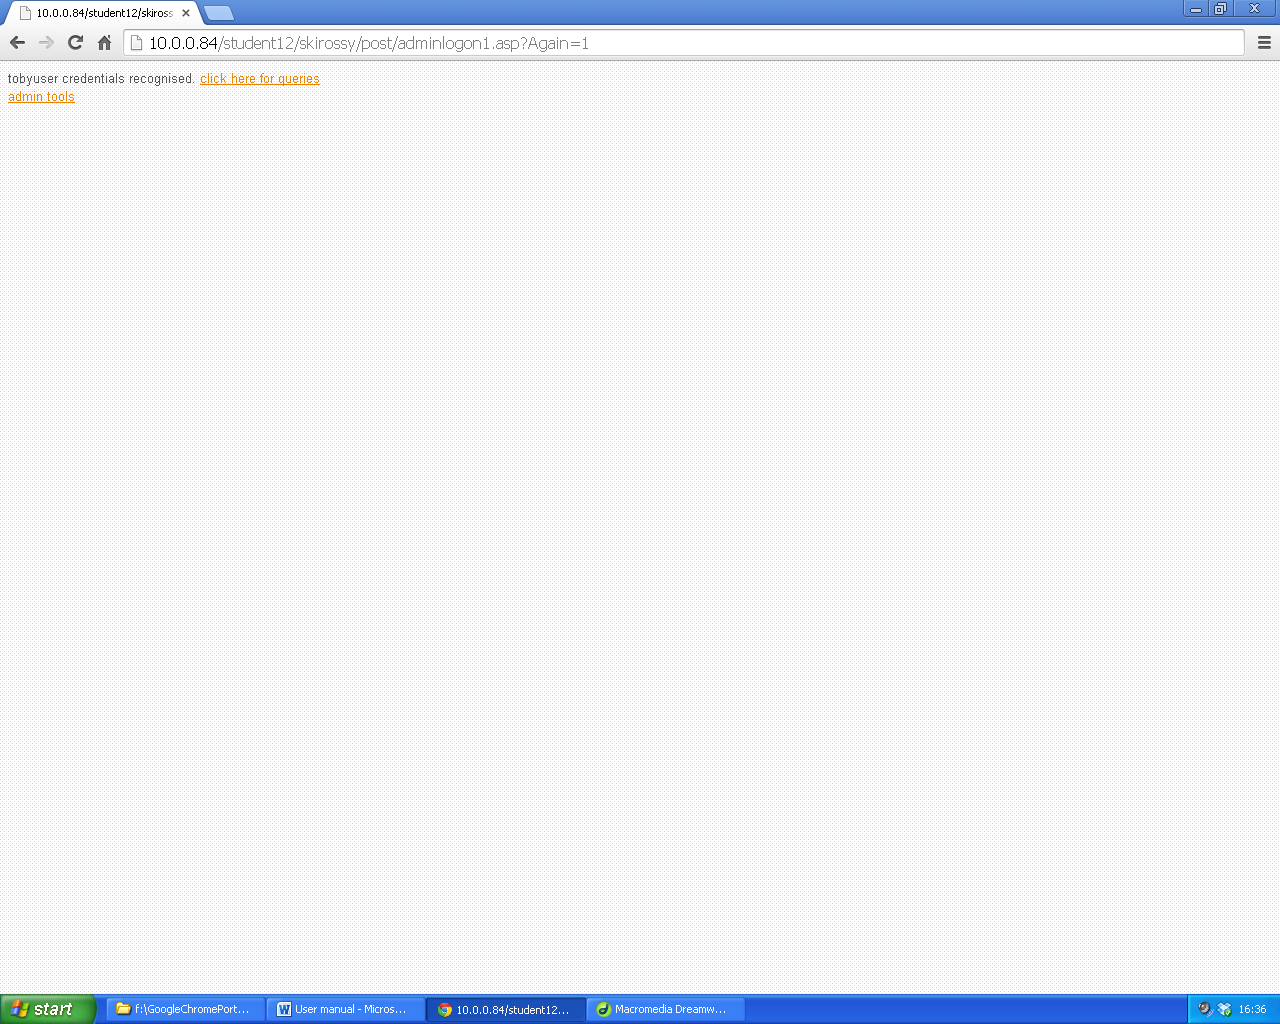 10.0.0.84/student12/skiross
10.0.0.84/student12/skirossy/post/adminlogon1.asp?Again=1
tobyuser credentials recognised. click here for queries
admin tools
start
f:\GoogleChromePort...
User manual - Micros...
10.0.0.84/student12...
Macromedia Dreamw...
16:36